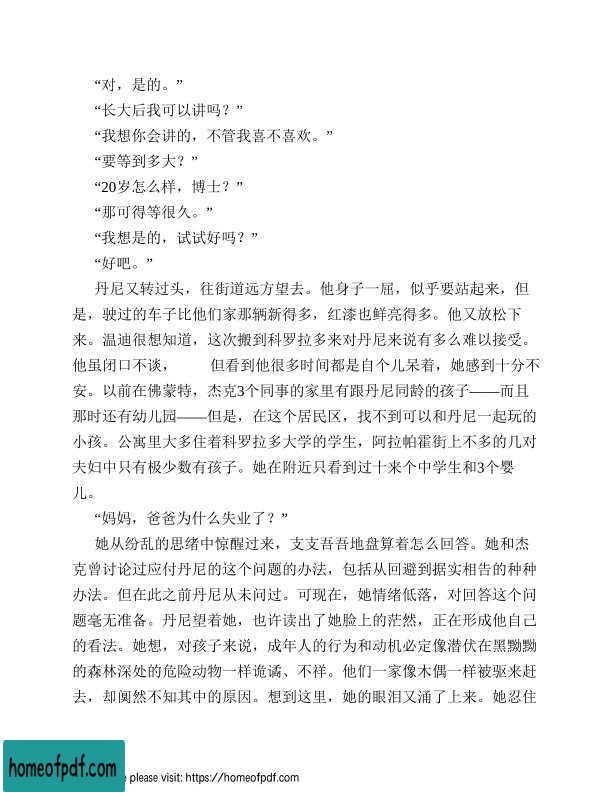 “对，是的。”
“长大后我可以讲吗？”
“我想你会讲的，不管我喜不喜欢。”
“要等到多大？”
“20岁怎么样，博士？”
“那可得等很久。”
“我想是的，试试好吗？”
“好吧。”
丹尼又转过头，往街道远方望去。他身子一屈，似乎要站起来，但
是，驶过的车子比他们家那辆新得多，红漆也鲜亮得多。他又放松下
来。温迪很想知道，这次搬到科罗拉多来对丹尼来说有多么难以接受。
他虽闭口不谈， 但看到他很多时间都是自个儿呆着，她感到十分不
安。以前在佛蒙特，杰克3个同事的家里有跟丹尼同龄的孩子——而且
那时还有幼儿园——但是，在这个居民区，找不到可以和丹尼一起玩的
小孩。公寓里大多住着科罗拉多大学的学生，阿拉帕霍街上不多的几对
夫妇中只有极少数有孩子。她在附近只看到过十来个中学生和3个婴
儿。
“妈妈，爸爸为什么失业了？”
她从纷乱的思绪中惊醒过来，支支吾吾地盘算着怎么回答。她和杰
克曾讨论过应付丹尼的这个问题的办法，包括从回避到据实相告的种种
办法。但在此之前丹尼从未问过。可现在，她情绪低落，对回答这个问
题毫无准备。丹尼望着她，也许读出了她脸上的茫然，正在形成他自己
的看法。她想，对孩子来说，成年人的行为和动机必定像潜伏在黑黝黝
的森林深处的危险动物一样诡谲、不祥。他们一家像木偶一样被驱来赶
去，却阒然不知其中的原因。想到这里，她的眼泪又涌了上来。她忍住
homeofpdf.com
e please visit: https://homeofpdf.com